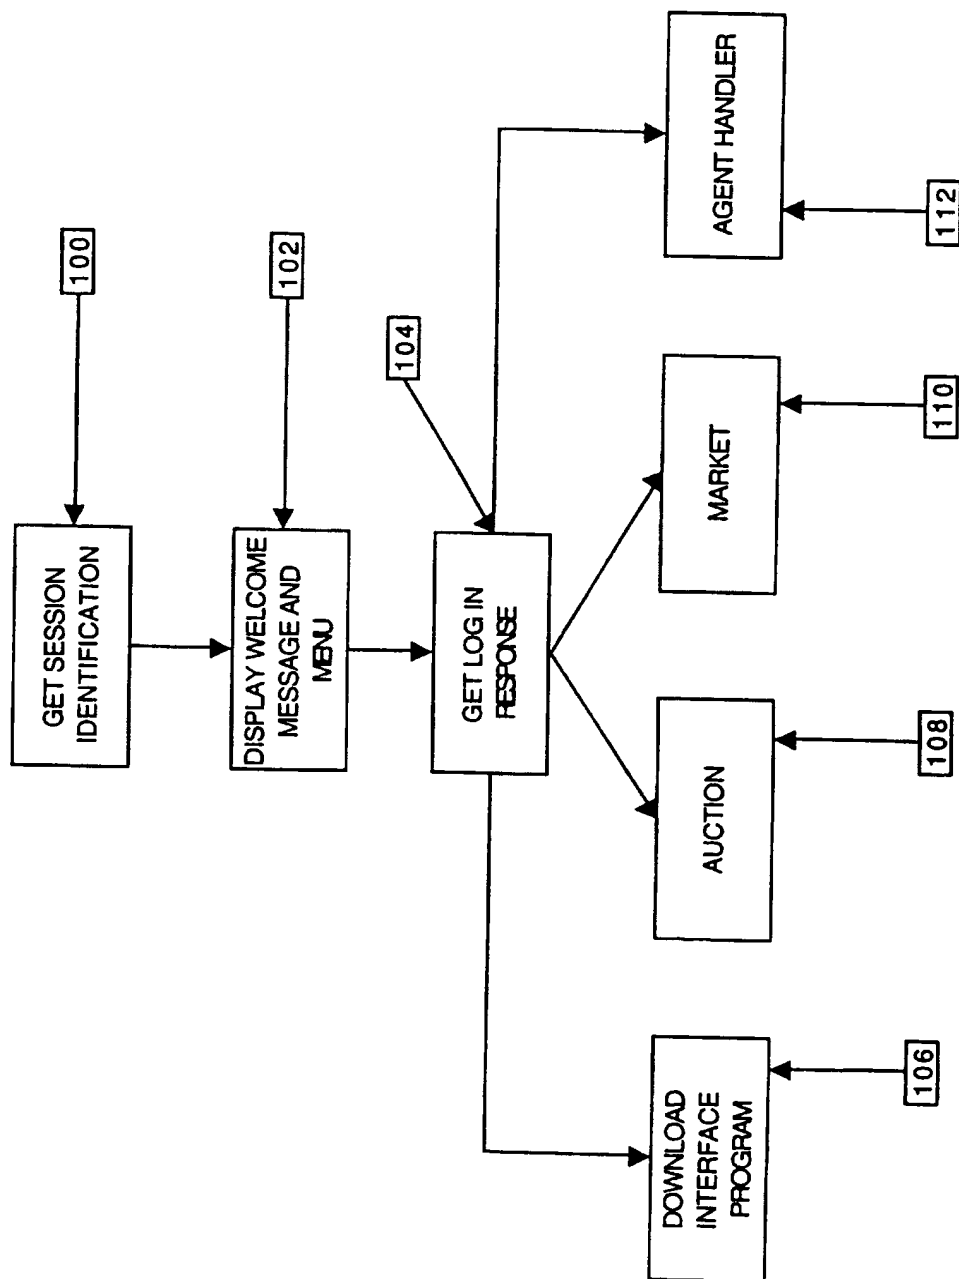 100
GET SESSION
IDENTIFICATION
102
DISPLAY WELCOME
MESSAGE AND
MENU
104
GET LOG IN
RESPONSE
DOWNLOAD
INTERFACE
PROGRAM
AUCTION
MARKET
AGENT HANDLER
106
108
110
112